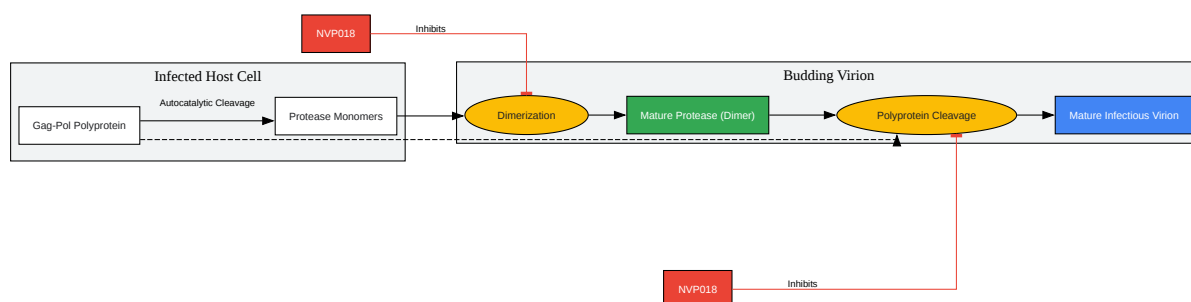 NVP018
Inhibits
Infected Host Cell
Budding Virion
Gag-Pol Polyprotein
Autocatalytic Cleavage
Protease Monomers
Dimerization
Mature Protease (Dimer)
Polyprotein Cleavage
Mature Infectious Virion
NVP018
Inhibits